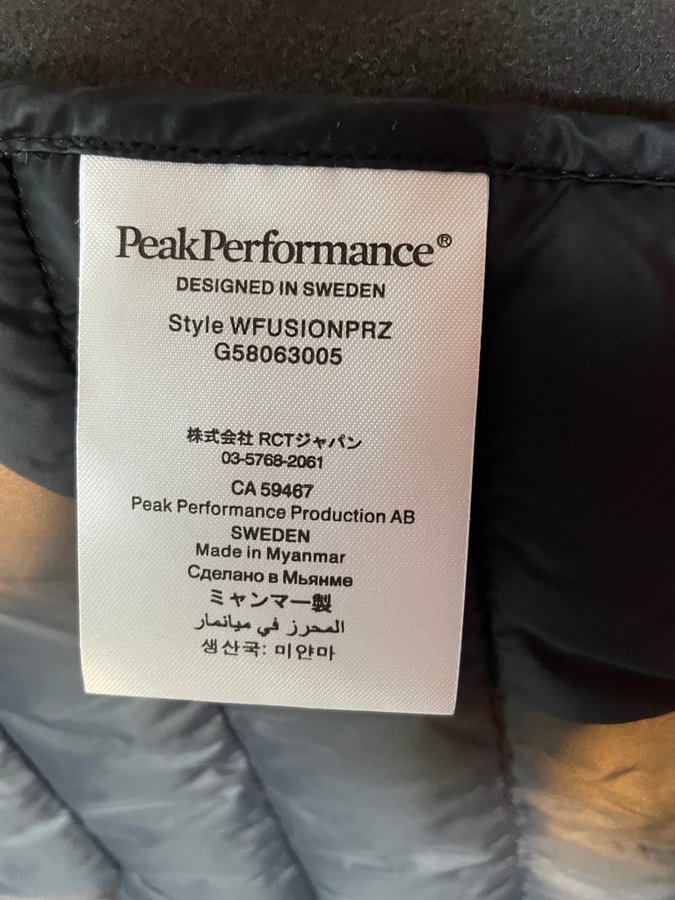 PeakPerformance®
DESIGNED IN SWEDEN
Style WFUSIONPRZ
G58063005
株式会社 RCTジャパン
03-5768-2061
CA 59467
Peak Performance Production AB
SWEDEN
Made in Myanmar
Сделано в Мьянме
ミャンマー製
المحرز في ميانمار
생산국: 미얀마